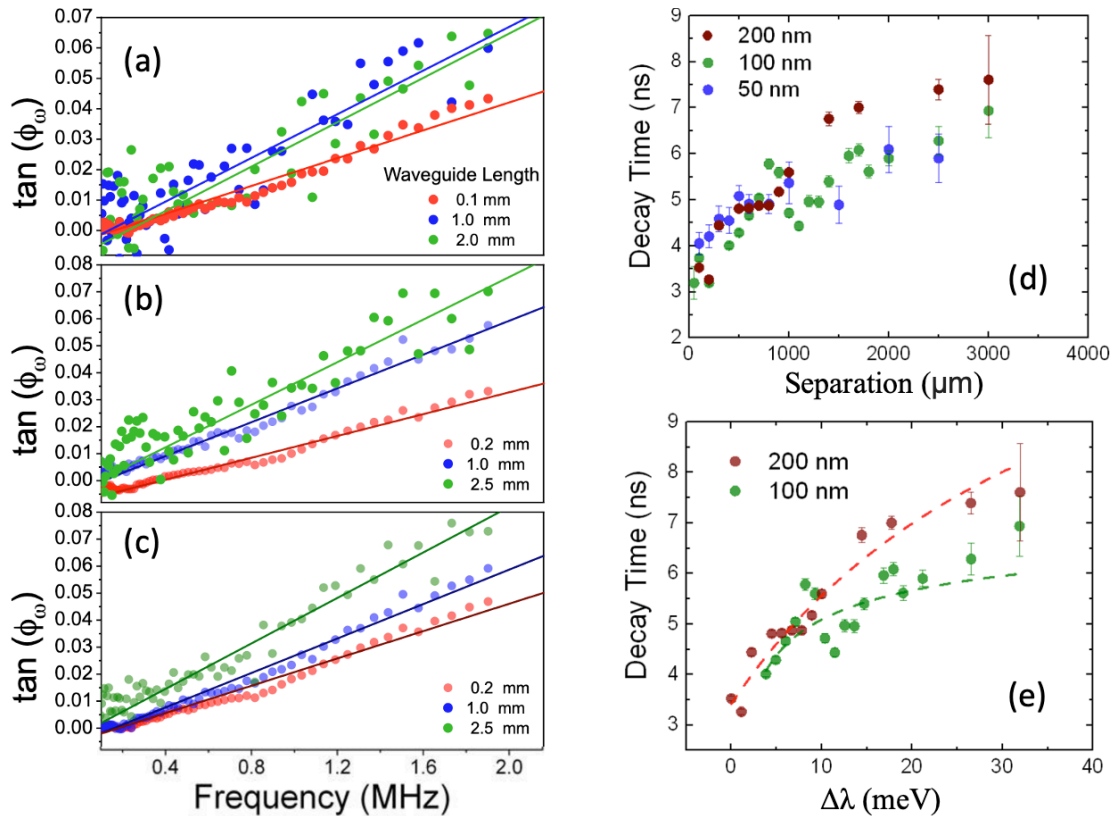 0.07
0.06
0.05
0.04
0.03
0.02
0.01
0.00
tan (ϕω)
(a)
Waveguide Length
0.1 mm
1.0 mm
2.0 mm
0.08
0.07
0.06
0.05
0.04
0.03
0.02
0.01
0.00
tan (ϕω)
(b)
0.2 mm
1.0 mm
2.5 mm
0.08
0.07
0.06
0.05
0.04
0.03
0.02
0.01
0.00
tan (ϕω)
(c)
0.2 mm
1.0 mm
2.5 mm
0.4 0.8 1.2 1.6 2.0
Frequency (MHz)
9
8
7
6
5
4
3
2
Decay Time (ns)
200 nm
100 nm
50 nm
(d)
0 1000 2000 3000 4000
Separation (μm)
9
8
7
6
5
4
3
Decay Time (ns)
200 nm
100 nm
(e)
0 10 20 30 40
Δλ (meV)